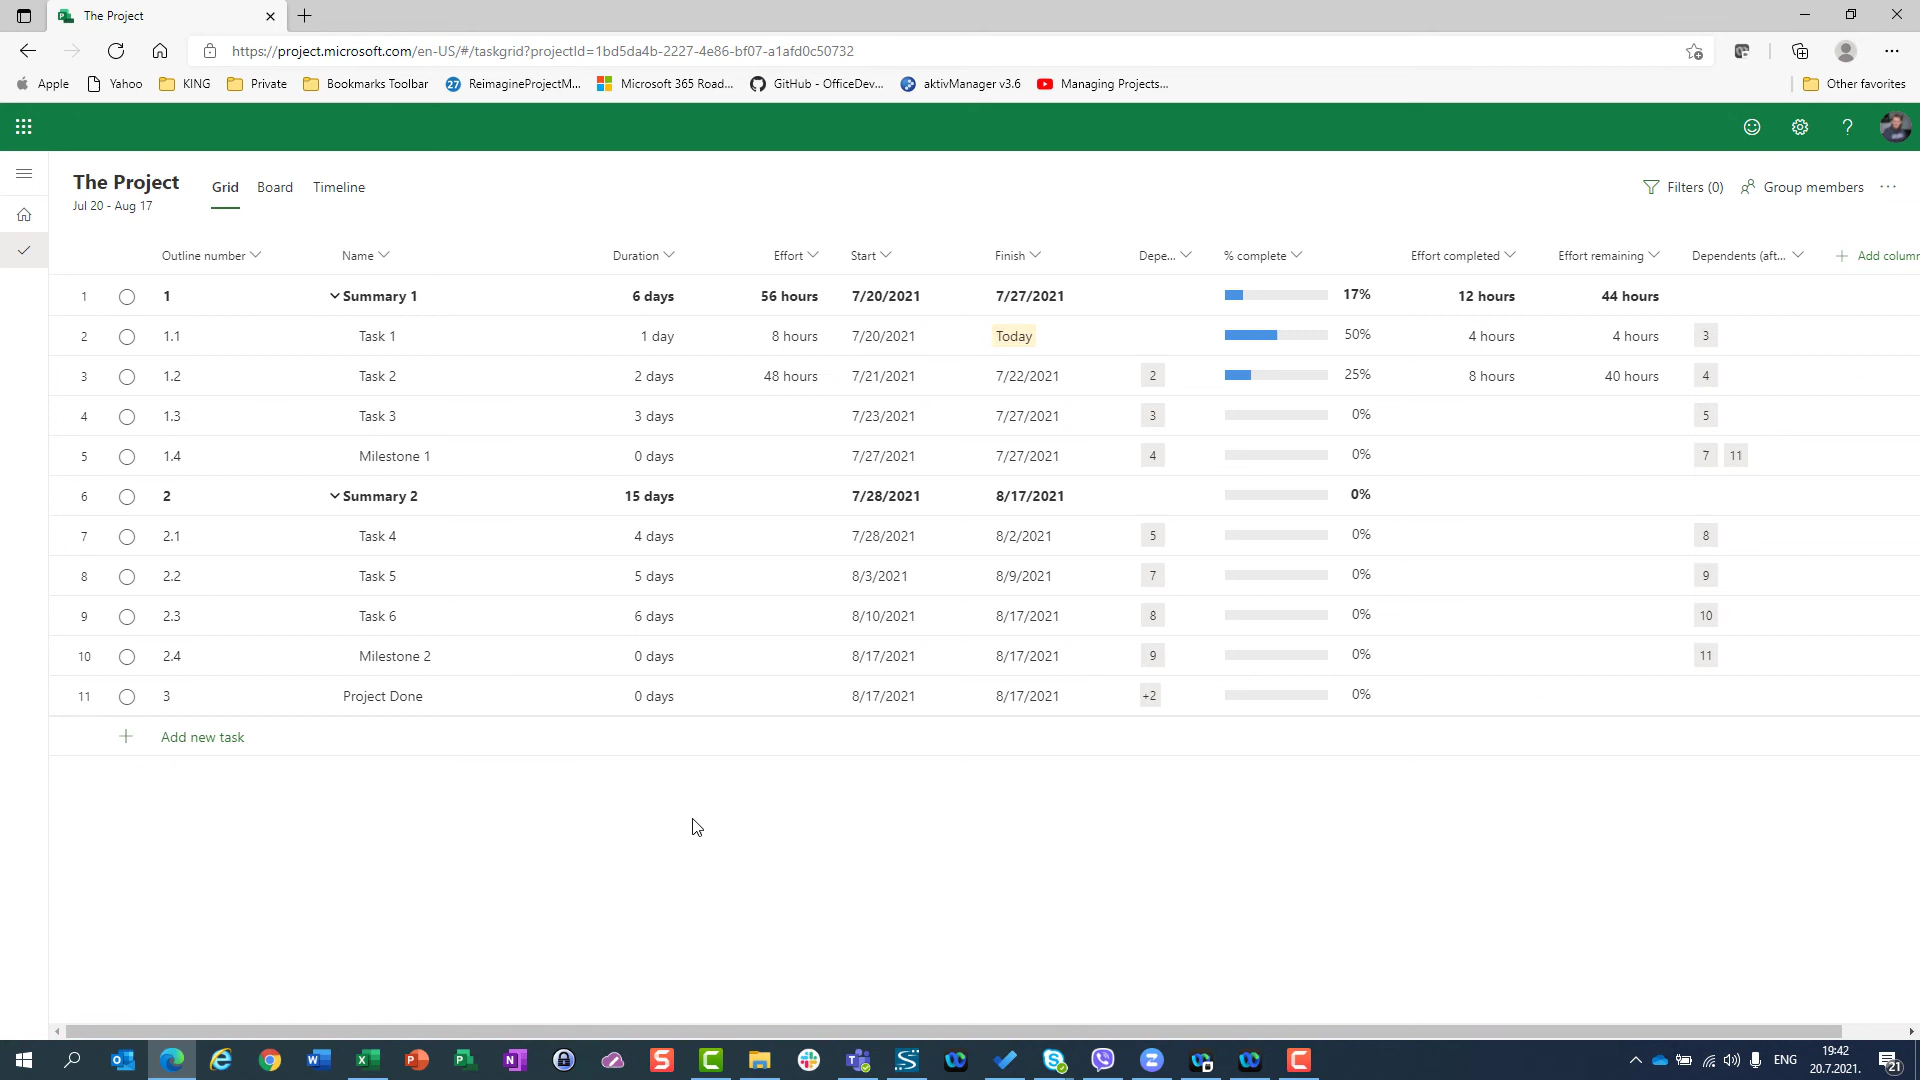 The Project
https://project.microsoft.com/en-US/#/taskgrid?projectId=1bd5da4b-2227-4e86-bf07-a1afd0c50732
Apple Yahoo KING Private Bookmarks Toolbar 27 ReimagineProjectM... Microsoft 365 Road... GitHub - OfficeDev... aktivManager v3.6 Managing Projects... Other favorites
The Project Grid Board Timeline Filters (0) Group members
Jul 20 - Aug 17
Outline number Name Duration Effort Start Finish Depe... % complete Effort completed Effort remaining Dependents (aft... Add colum
1 1 Summary 1 6 days 56 hours 7/20/2021 7/27/2021 17% 12 hours 44 hours
2 1.1 Task 1 1 day 8 hours 7/20/2021 Today 50% 4 hours 4 hours 3
3 1.2 Task 2 2 days 48 hours 7/21/2021 7/22/2021 2 25% 8 hours 40 hours 4
4 1.3 Task 3 3 days 7/23/2021 7/27/2021 3 0% 5
5 1.4 Milestone 1 0 days 7/27/2021 7/27/2021 4 0% 7 11
6 2 Summary 2 15 days 7/28/2021 8/17/2021 0%
7 2.1 Task 4 4 days 7/28/2021 8/2/2021 5 0% 8
8 2.2 Task 5 5 days 8/3/2021 8/9/2021 7 0% 9
9 2.3 Task 6 6 days 8/10/2021 8/17/2021 8 0% 10
10 2.4 Milestone 2 0 days 8/17/2021 8/17/2021 9 0% 11
11 3 Project Done 0 days 8/17/2021 8/17/2021 +2 0%
Add new task
ENG
19:42
20.7.2021.
21